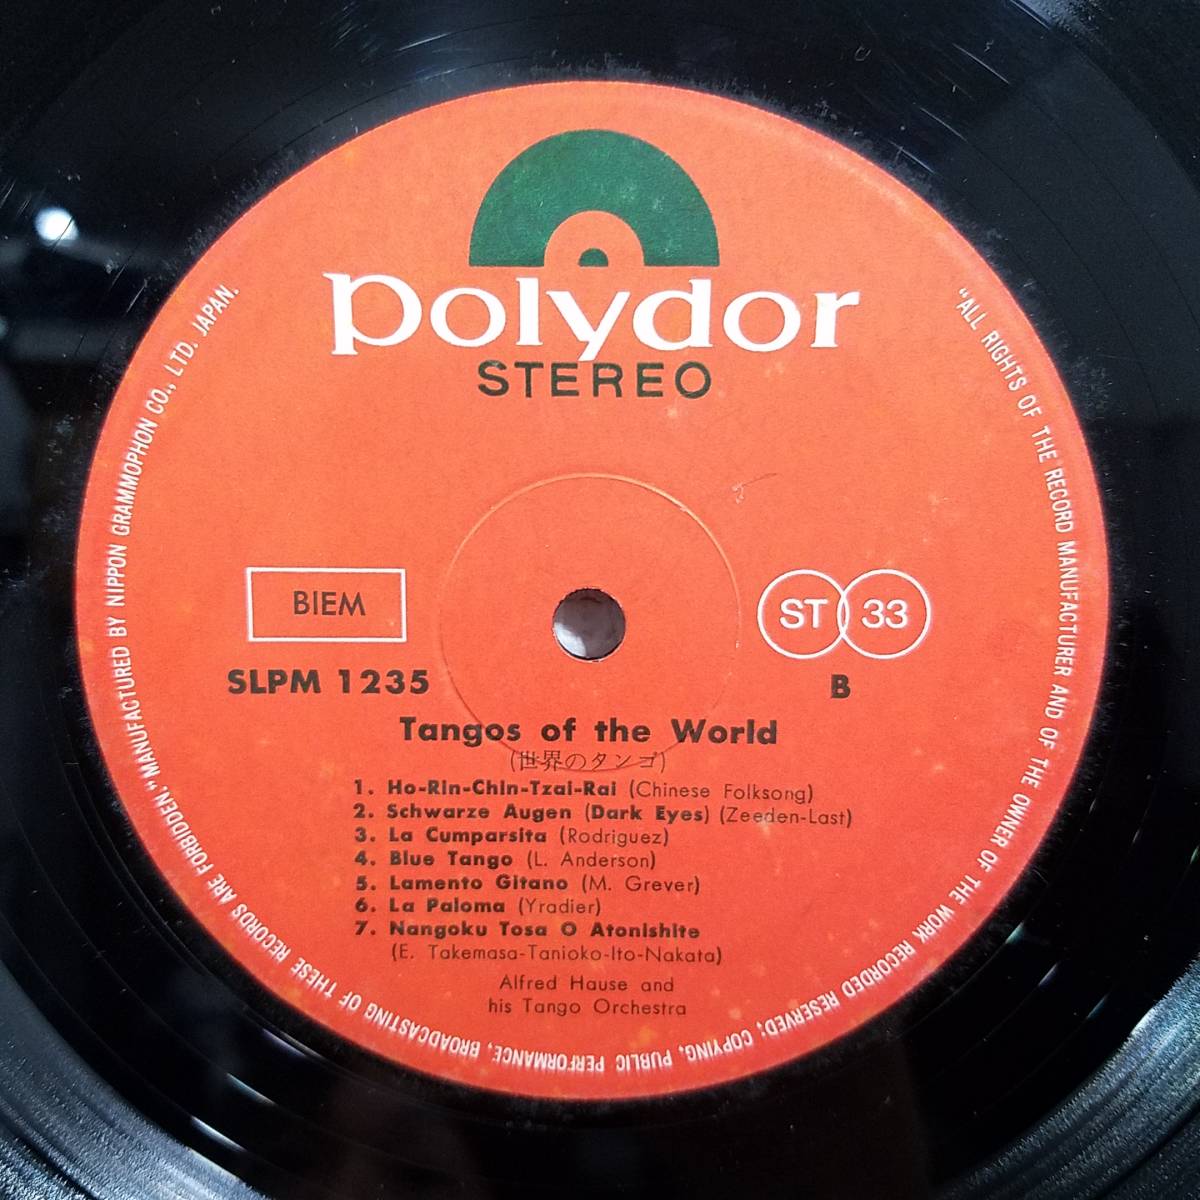 polydor
STEREO
BIEM
ST 33
SLPM 1235
B
Tangos of the World
(世界のタンゴ)
1. Ho-Rin-Chin-Tzai-Rai (Chinese Folksong)
2. Schwarze Augen (Dark Eyes) (Zeeden-Last)
3. La Cumparsita (Rodriguez)
4. Blue Tango (L. Anderson)
5. Lamento Gitano (M. Grever)
6. La Paloma (Yradier)
7. Nangoku Tosa O Atonishite
(E. Takemasa-Tanioko-Ito-Nakata)
Alfred Hause and
his Tango Orchestra
"ALL RIGHTS OF THE RECORD MANUFACTURER AND OF THE OWNER OF THE WORK RECORDED RESERVED; COPYING, PUBLIC PERFORMANCE, BROADCASTING OF THESE RECORDS ARE FORBIDDEN." MANUFACTURED BY NIPPON GRAMMOPHON CO., LTD. JAPAN.